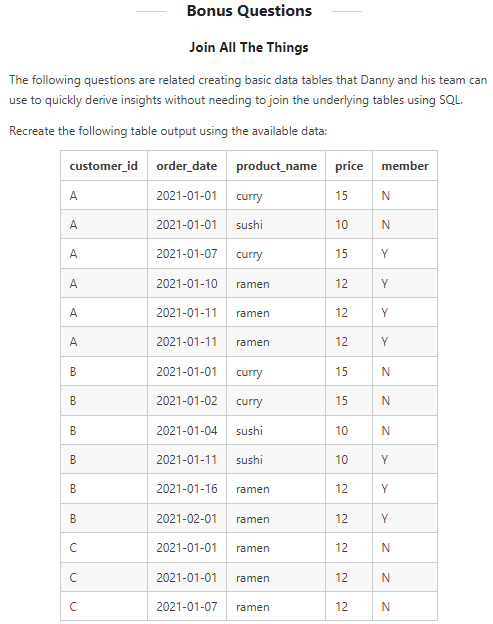 Bonus Questions
Join All The Things
The following questions are related creating basic data tables that Danny and his team can
use to quickly derive insights without needing to join the underlying tables using SQL.
Recreate the following table output using the available data:
customer_id order_date product_name price member
A 2021-01-01 curry 15 N
A 2021-01-01 sushi 10 N
A 2021-01-07 curry 15 Y
A 2021-01-10 ramen 12 Y
A 2021-01-11 ramen 12 Y
A 2021-01-11 ramen 12 Y
B 2021-01-01 curry 15 N
B 2021-01-02 curry 15 N
B 2021-01-04 sushi 10 N
B 2021-01-11 sushi 10 Y
B 2021-01-16 ramen 12 Y
B 2021-02-01 ramen 12 Y
C 2021-01-01 ramen 12 N
C 2021-01-01 ramen 12 N
C 2021-01-07 ramen 12 N